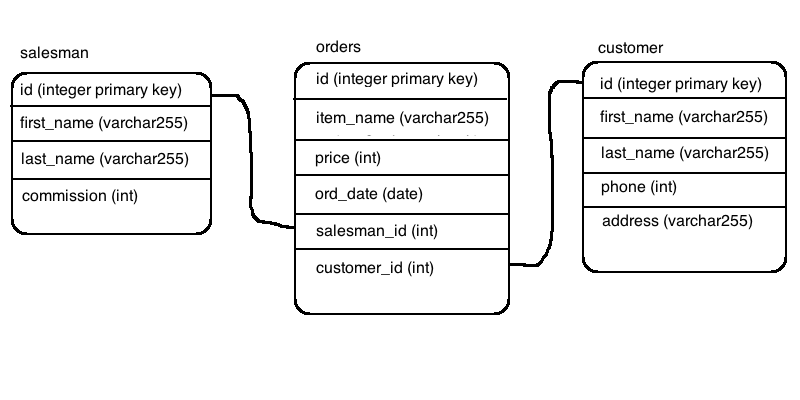 salesman
id (integer primary key)
first_name (varchar255)
last_name (varchar255)
commission (int)
orders
id (integer primary key)
item_name (varchar255)
price (int)
ord_date (date)
salesman_id (int)
customer_id (int)
customer
id (integer primary key)
first_name (varchar255)
last_name (varchar255)
phone (int)
address (varchar255)